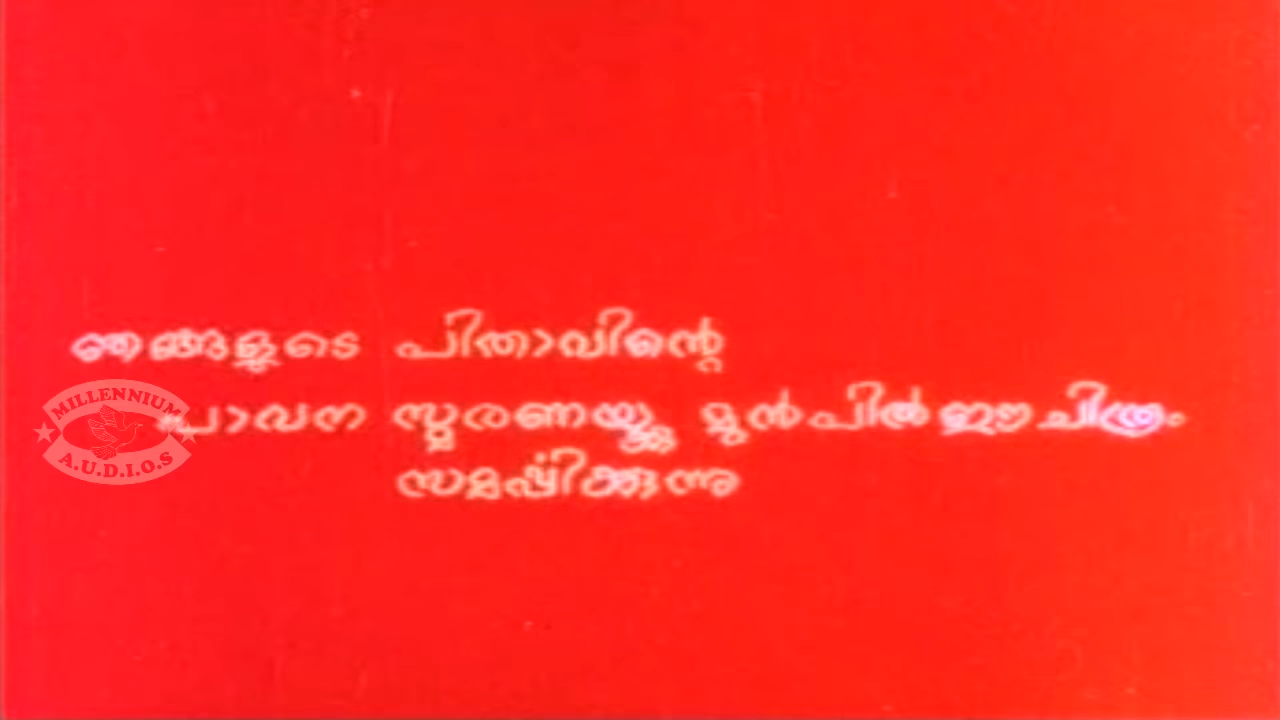 ഞങ്ങളുടെ പിതാവിന്റെ
പാവന സ്മരണയ്ക്കു മുൻപിൽ ഈ ചിത്രം
സമർപ്പിക്കുന്നു
MILLENNIUM
A.U.D.I.O.S